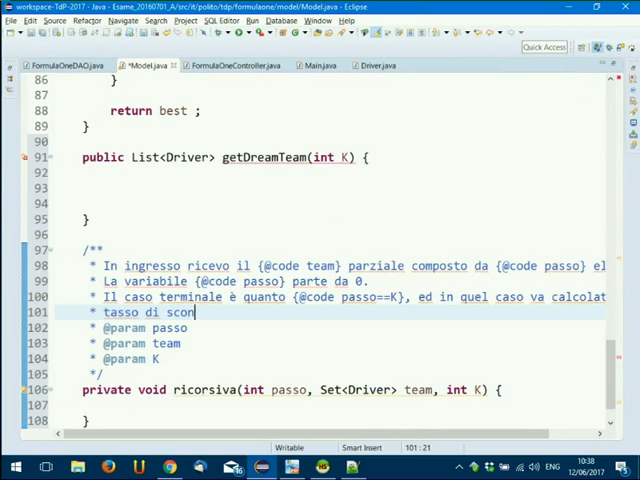 workspace-TdP-2017 - Java - Esame_20160701_A/src/it/polito/tdp/formulaone/model/Model.java - Eclipse
File Edit Source Refactor Navigate Search Project SQL Editor Run Database Window Help
Quick Access
FormulaOneDAO.java *Model.java FormulaOneController.java Main.java Driver.java
86 }
87
88 return best ;
89 }
90
91 public List<Driver> getDreamTeam(int K) {
92
93
94
95 }
96
97 /**
98 * In ingresso ricevo il {@code team} parziale composto da {@code passo} el
99 * La variabile {@code passo} parte da 0.
100 * Il caso terminale è quanto {@code passo==K}, ed in quel caso va calcolat
101 * tasso di scon
102 * @param passo
103 * @param team
104 * @param K
105 */
106 private void ricorsiva(int passo, Set<Driver> team, int K) {
107
108 }
Writable Smart Insert 101 : 21
10:38
12/06/2017